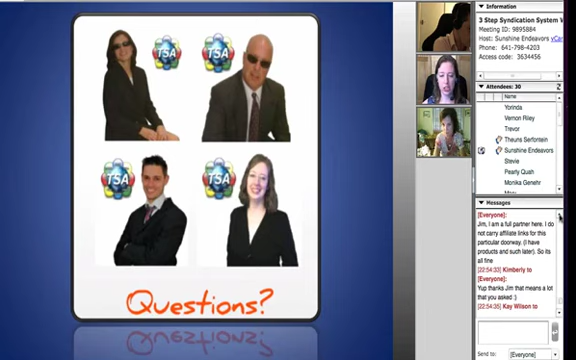 TSA
TSA
TSA
TSA
Questions?
Information
3 Step Syndication System W
Meeting ID: 9895884
Host: Sunshine Endeavors vCar
Phone: 641-798-4203
Access code: 3634456
Attendees: 30
Name
Yorinda
Vernon Riley
Trevor
Theuns Serfontein
Sunshine Endeavors
Stevie
Pearly Quah
Monika Genehr
Messages
[Everyone]:
Jim, I am a full partner here. I do
not carry affiliate links for this
particular doorway. (I have
products and such later). So its
all fine
[22:54:33] Kimberly to
[Everyone]:
Yup thanks Jim that means a lot
that you asked :)
[22:54:35] Kay Wilson to
Send to:
[Everyone]